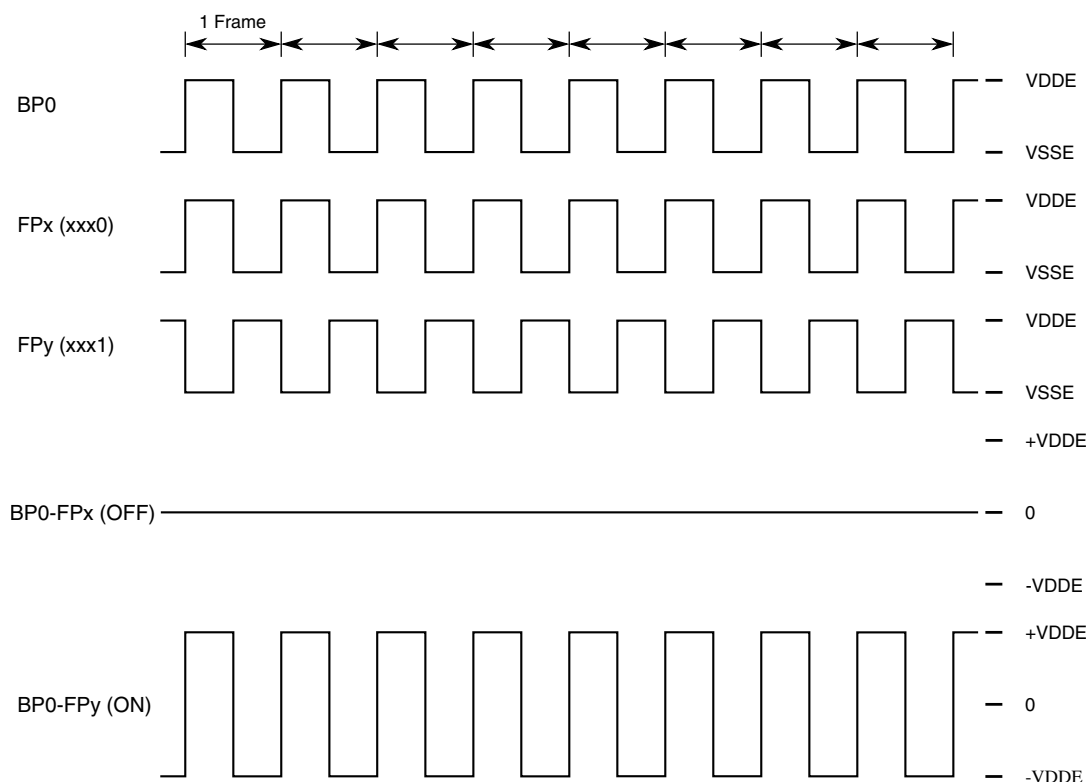 1 Frame
BP0
VDDE
VSSE
FPx (xxx0)
VDDE
VSSE
FPy (xxx1)
VDDE
VSSE
+VDDE
BP0-FPx (OFF)
0
-VDDE
+VDDE
BP0-FPy (ON)
0
-VDDE